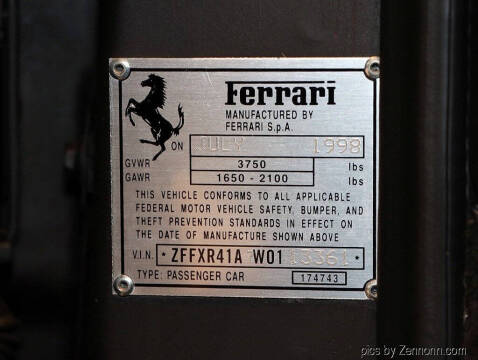 Ferrari
MANUFACTURED BY
FERRARI S.p.A.
ON JULY 1998
GVWR 3750 lbs
GAWR 1650 - 2100 lbs
THIS VEHICLE CONFORMS TO ALL APPLICABLE
FEDERAL MOTOR VEHICLE SAFETY, BUMPER, AND
THEFT PREVENTION STANDARDS IN EFFECT ON
THE DATE OF MANUFACTURE SHOWN ABOVE
V.I.N. * ZFFXR41A W01 13361 *
TYPE: PASSENGER CAR 174743
pics by Zennonn.com